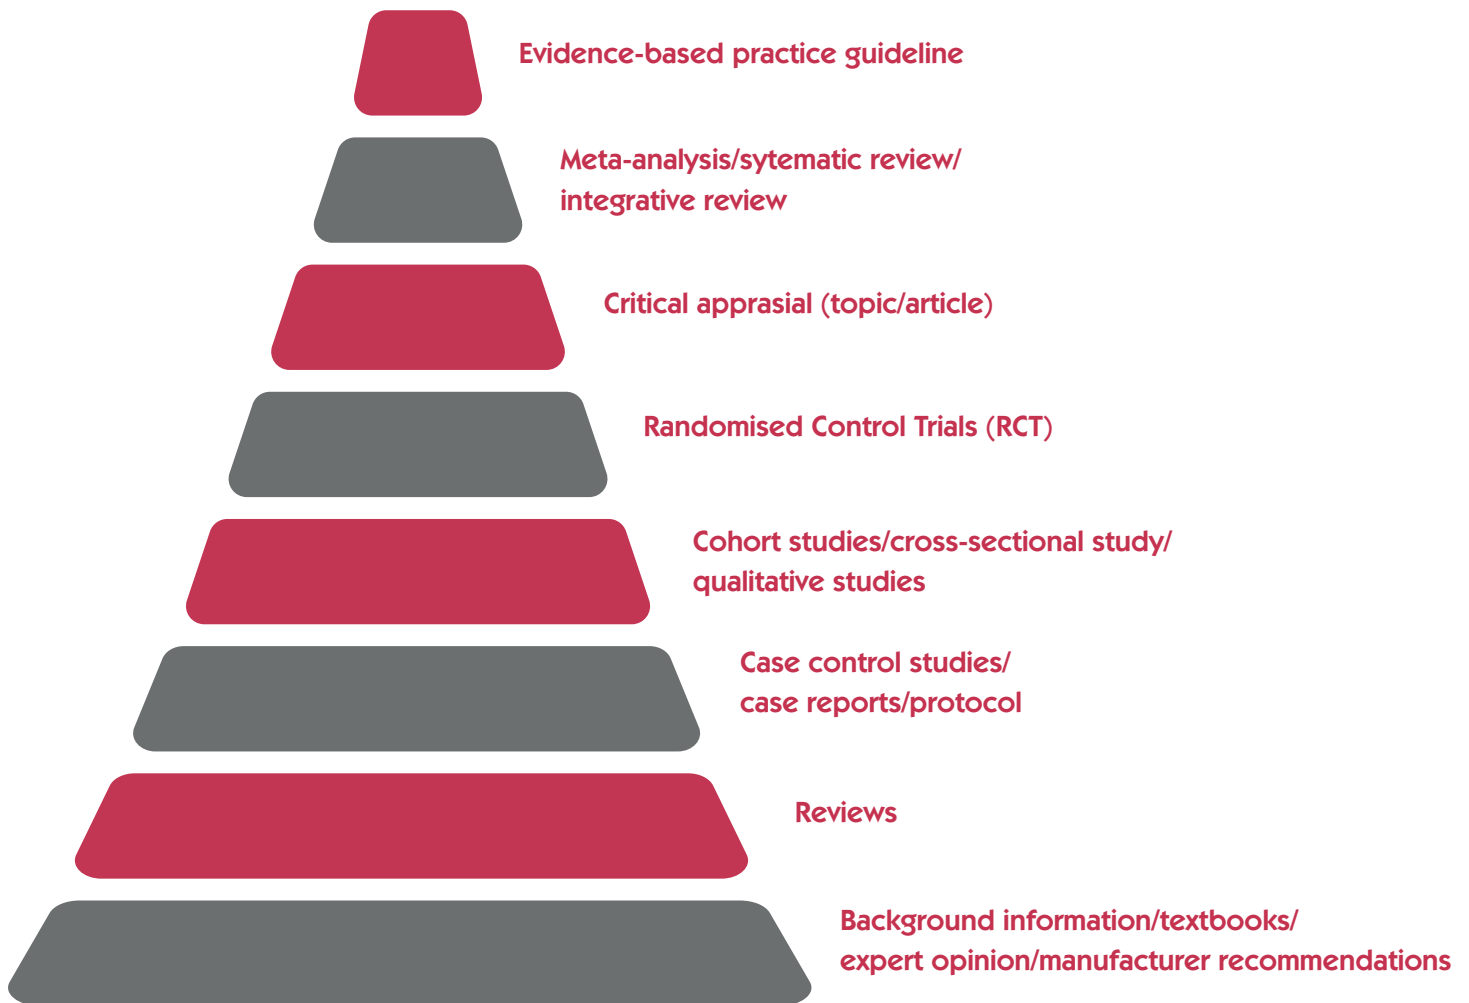 Evidence-based practice guideline
Meta-analysis/sytematic review/
integrative review
Critical apprasial (topic/article)
Randomised Control Trials (RCT)
Cohort studies/cross-sectional study/
qualitative studies
Case control studies/
case reports/protocol
Reviews
Background information/textbooks/
expert opinion/manufacturer recommendations